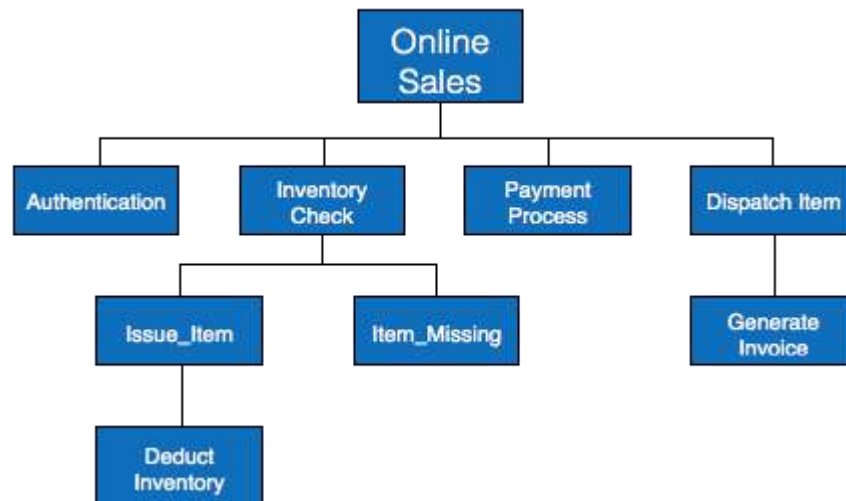 Online
Sales
Authentication
Inventory
Check
Payment
Process
Dispatch Item
Issue_Item
Item_Missing
Generate
Invoice
Deduct
Inventory